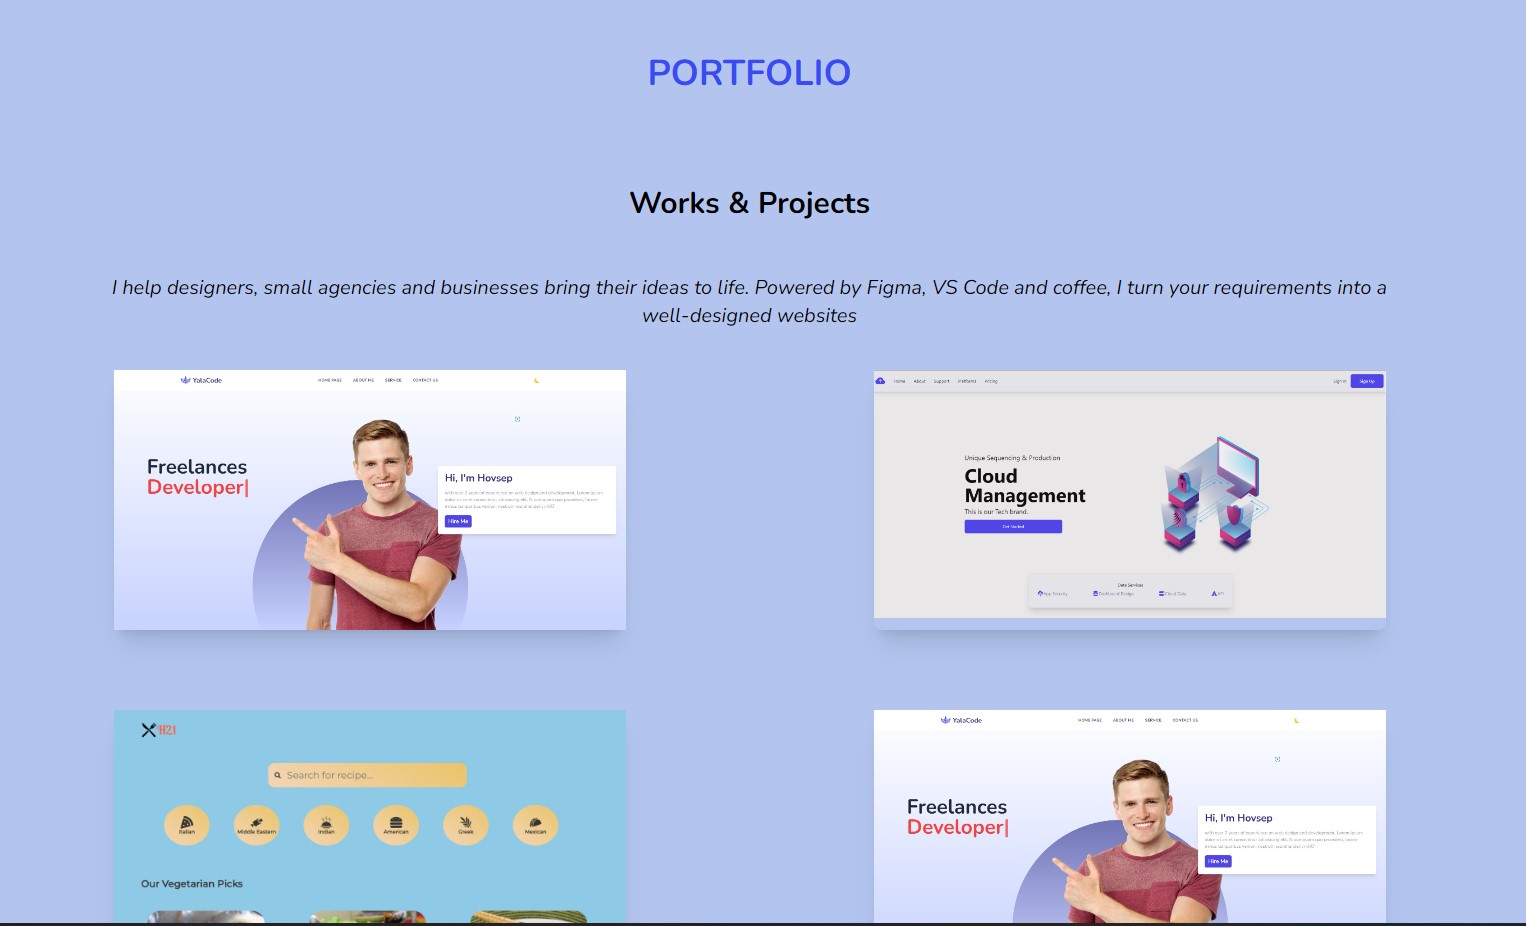 PORTFOLIO
Works & Projects
I help designers, small agencies and businesses bring their ideas to life. Powered by Figma, VS Code and coffee, I turn your requirements into a
well-designed websites
YalaCode
HOME PAGE ABOUT ME SERVICE CONTACT US
Freelances
Developer|
Hi, I'm Hovsep
Hire Me
Home About Support Platforms Pricing
Sign In Sign Up
Unique Sequencing & Production
Cloud
Management
This is our Tech brand.
Get Started
Data Services
App Security Dashboard Design Cloud Data API
H21
Search for recipe...
Italian Middle Eastern Indian American Greek Mexican
Our Vegetarian Picks
YalaCode
HOME PAGE ABOUT ME SERVICE CONTACT US
Freelances
Developer|
Hi, I'm Hovsep
Hire Me